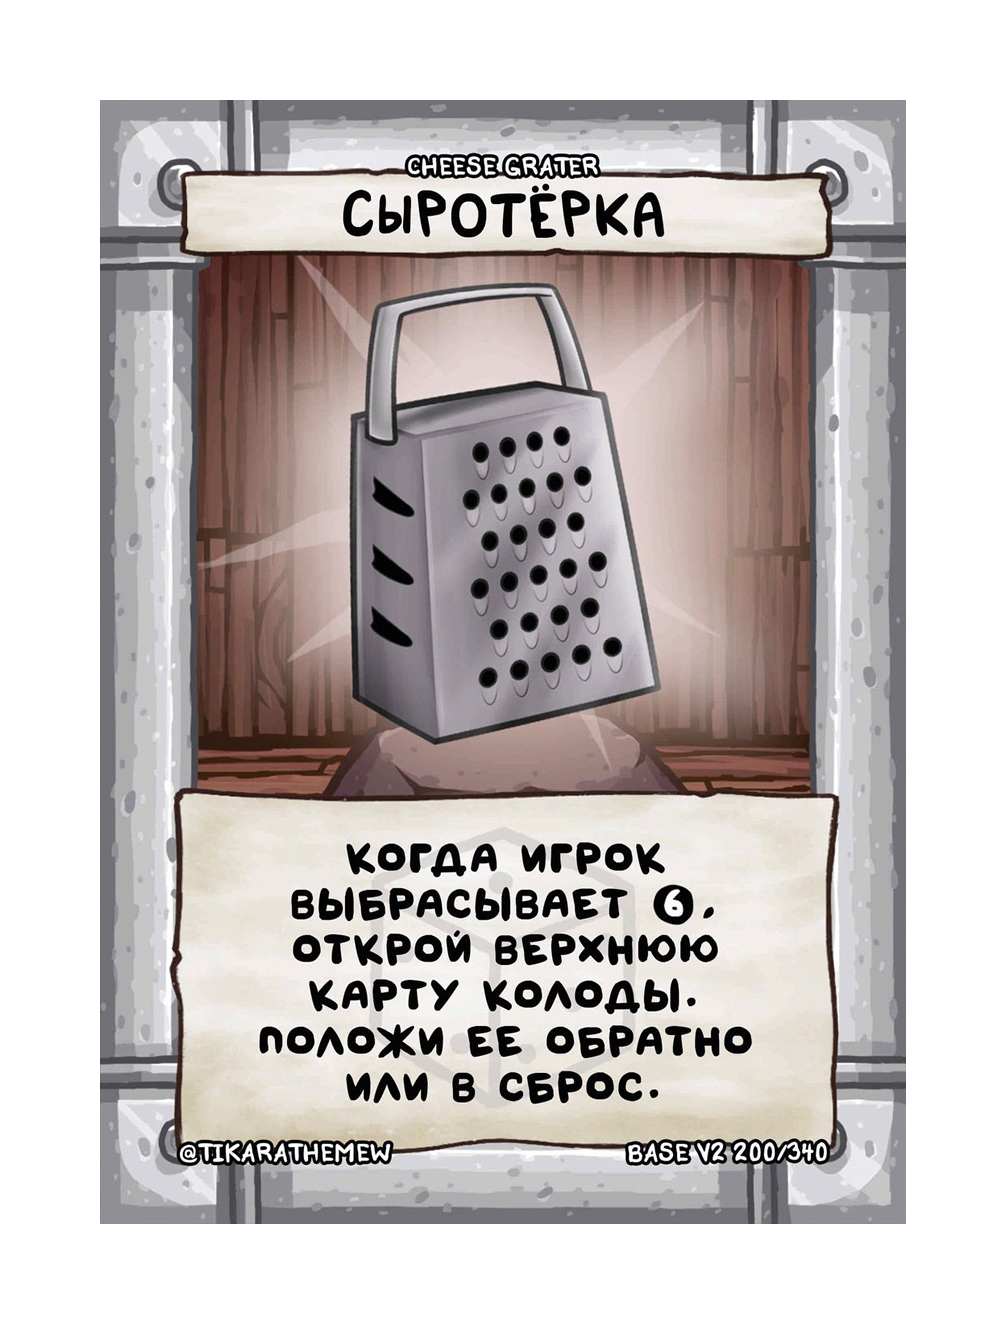 CHEESE GRATER
СЫРОТЁРКА
КОГДА ИГРОК
ВЫБРАСЫВАЕТ 6,
ОТКРОЙ ВЕРХНЮЮ
КАРТУ КОЛОДЫ.
ПОЛОЖИ ЕЕ ОБРАТНО
ИЛИ В СБРОС.
@TIKARATHEMEW
BASE V2 200/340